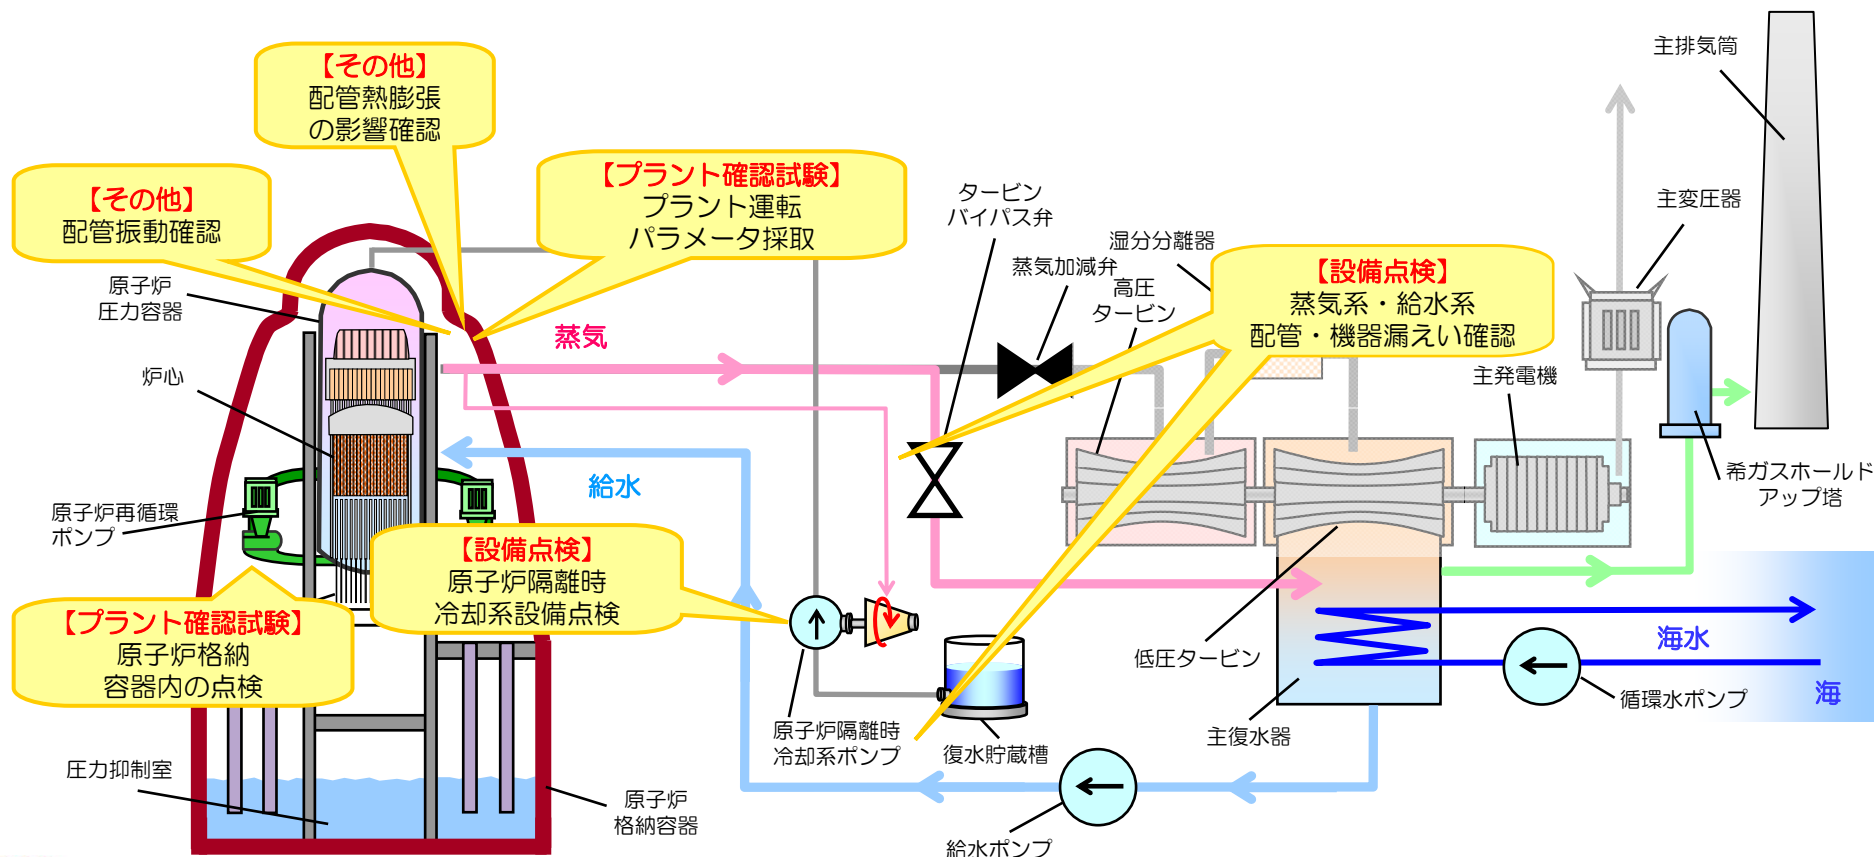 【その他】
配管熱膨張
の影響確認
【その他】
配管振動確認
【プラント確認試験】
プラント運転
パラメータ採取
原子炉
圧力容器
炉心
原子炉再循環
ポンプ
蒸気
給水
タービン
バイパス弁
蒸気加減弁
湿分分離器
高圧
タービン
【設備点検】
蒸気系・給水系
配管・機器漏えい確認
主排気筒
主変圧器
主発電機
希ガスホールド
アップ塔
【設備点検】
原子炉隔離時
冷却系設備点検
【プラント確認試験】
原子炉格納
容器内の点検
低圧タービン
海水
海
循環水ポンプ
主復水器
原子炉隔離時
冷却系ポンプ
復水貯蔵槽
圧力抑制室
原子炉
格納容器
給水ポンプ